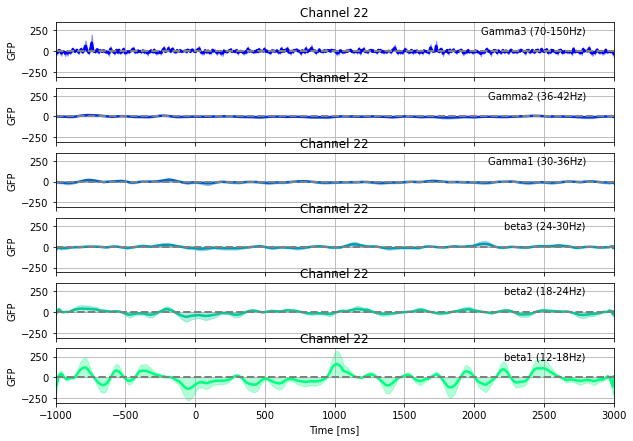 Channel 22
GFP
250
0
−250
Gamma3 (70-150Hz)
Channel 22
GFP
250
0
−250
Gamma2 (36-42Hz)
Channel 22
GFP
250
0
−250
Gamma1 (30-36Hz)
Channel 22
GFP
250
0
−250
beta3 (24-30Hz)
Channel 22
GFP
250
0
−250
beta2 (18-24Hz)
Channel 22
GFP
250
0
−250
beta1 (12-18Hz)
−1000 −500 0 500 1000 1500 2000 2500 3000
Time [ms]